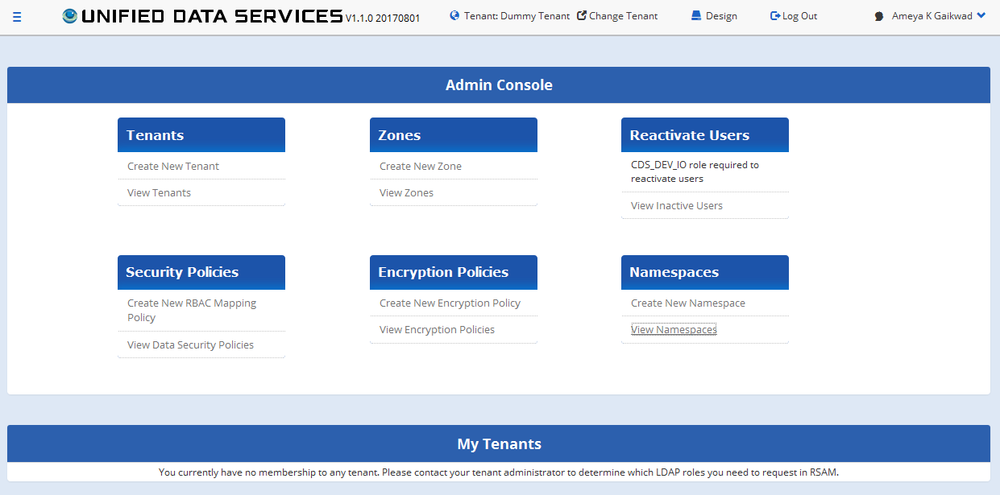 UNIFIED DATA SERVICES V1.1.0 20170801 Tenant: Dummy Tenant Change Tenant Design Log Out Ameya K Gaikwad
Admin Console
Tenants
Create New Tenant
View Tenants
Zones
Create New Zone
View Zones
Reactivate Users
CDS_DEV_IO role required to
reactivate users
View Inactive Users
Security Policies
Create New RBAC Mapping
Policy
View Data Security Policies
Encryption Policies
Create New Encryption Policy
View Encryption Policies
Namespaces
Create New Namespace
View Namespaces
My Tenants
You currently have no membership to any tenant. Please contact your tenant administrator to determine which LDAP roles you need to request in RSAM.